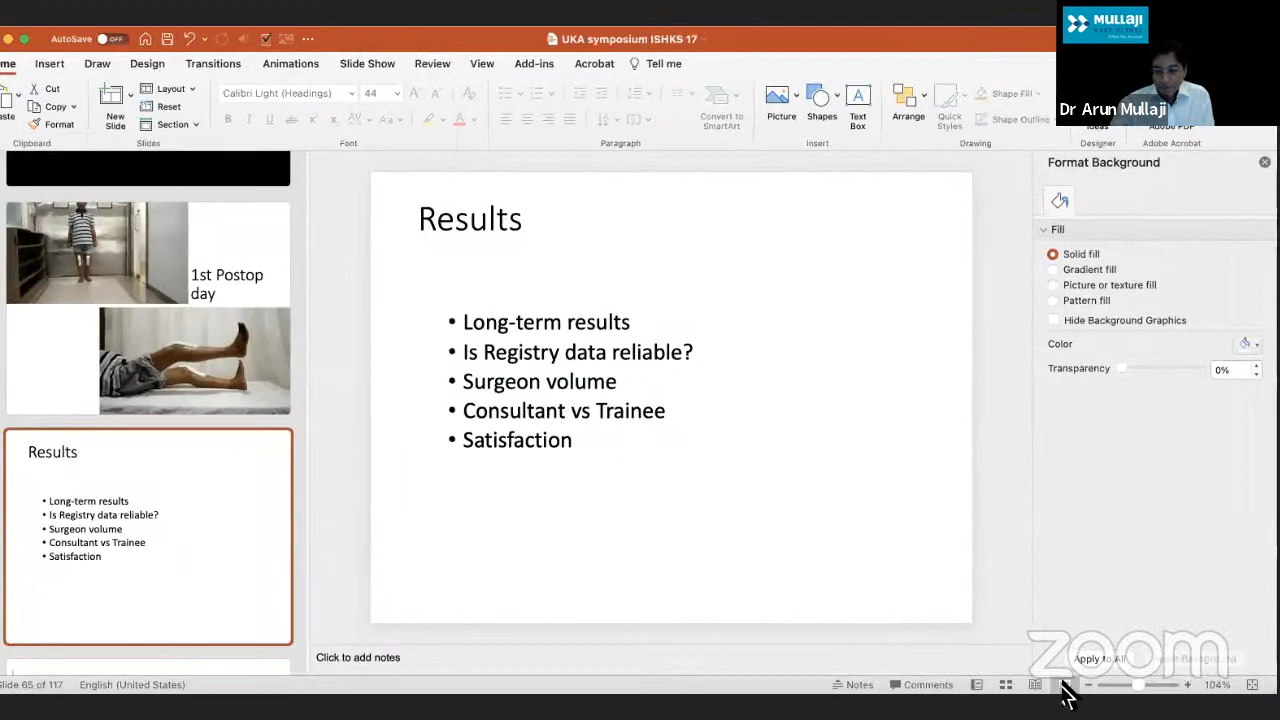 AutoSave OFF
UKA symposium ISHKS 17
MULLAJI
Dr Arun Mullaji
me Insert Draw Design Transitions Animations Slide Show Review View Add-ins Acrobat Tell me
Cut
Copy
Format
aste
Clipboard
New
Slide
Layout
Reset
Section
Slides
Calibri Light (Headings) 44
Font
Paragraph
Convert to
SmartArt
Picture
Shapes
Text
Box
Insert
Arrange
Quick
Styles
Shape Fill
Shape Outline
Drawing
Designer
Adobe Acrobat
1st Postop
day
Results
• Long-term results
• Is Registry data reliable?
• Surgeon volume
• Consultant vs Trainee
• Satisfaction
Results
• Long-term results
• Is Registry data reliable?
• Surgeon volume
• Consultant vs Trainee
• Satisfaction
Format Background
Fill
Solid fill
Gradient fill
Picture or texture fill
Pattern fill
Hide Background Graphics
Color
Transparency 0%
Click to add notes
zoom
Apply to All
Slide 65 of 117 English (United States) Notes Comments 104%